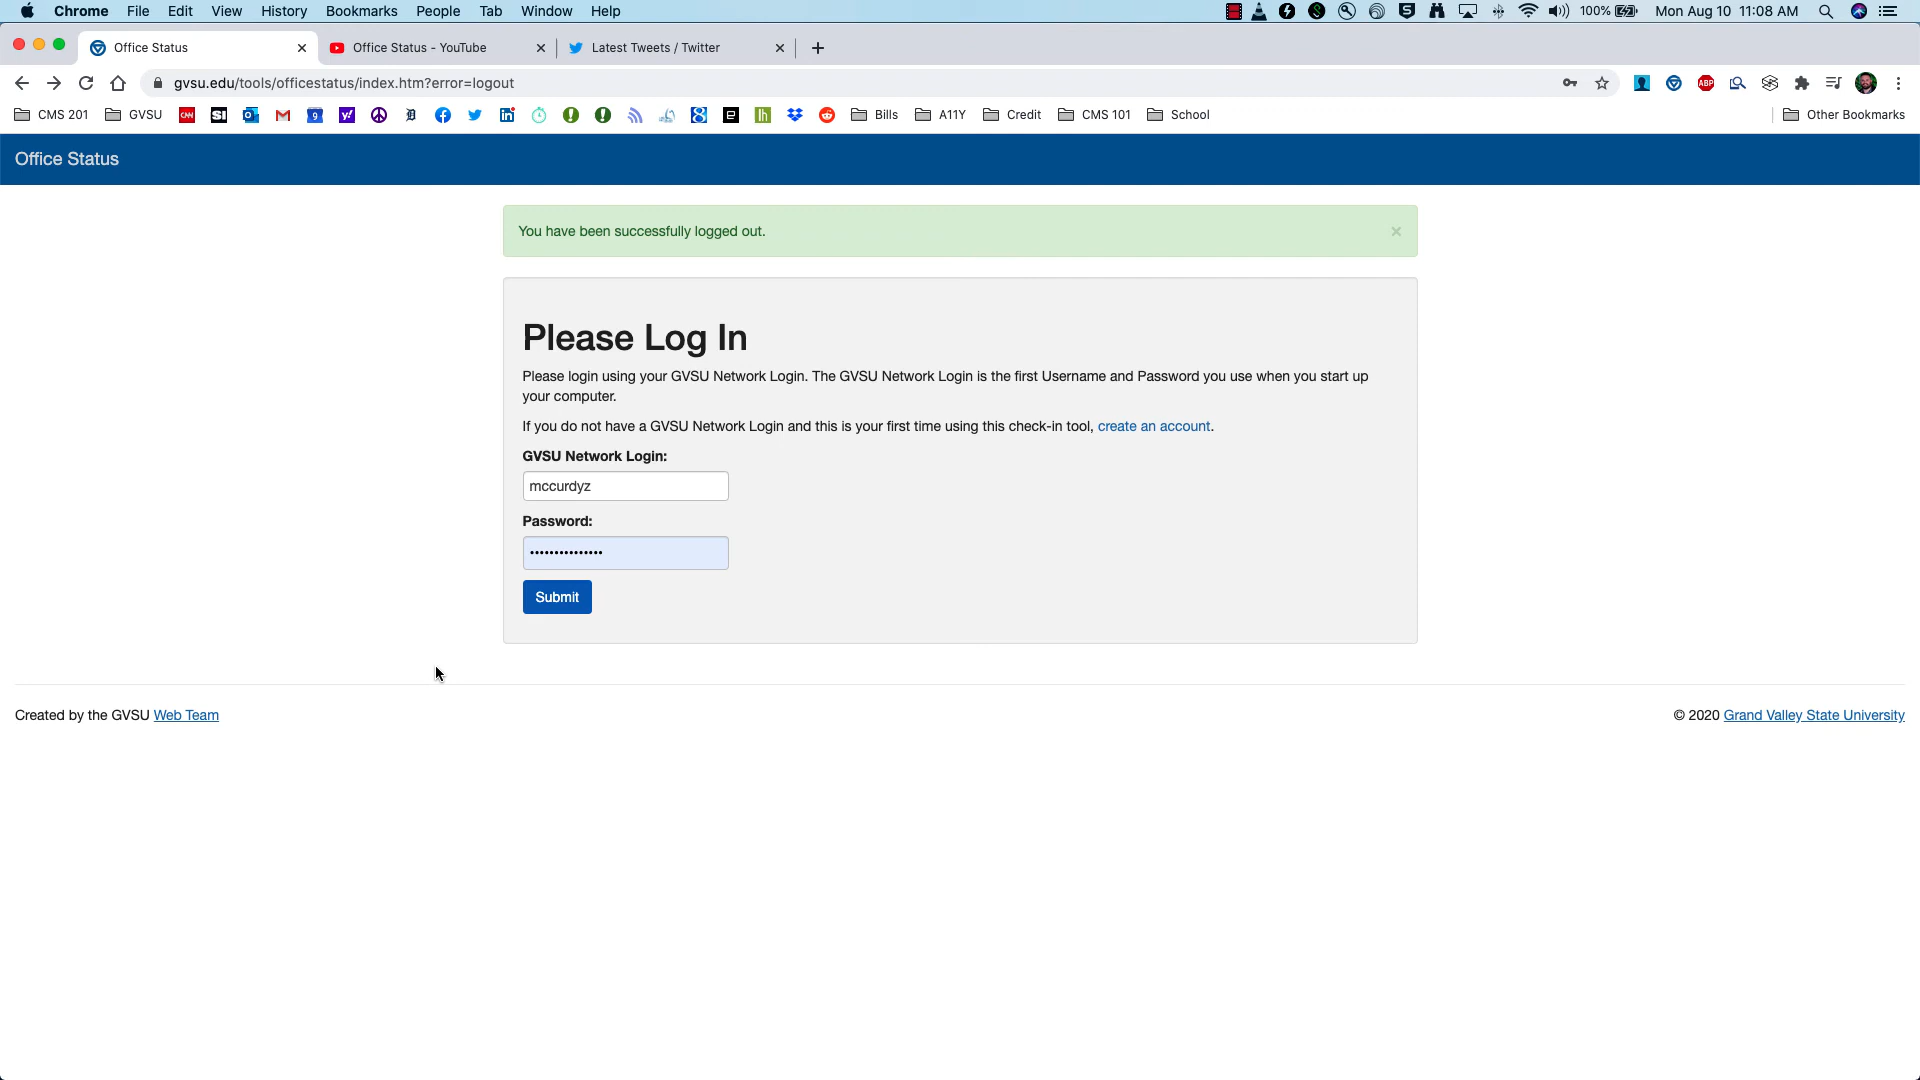 Chrome File Edit View History Bookmarks People Tab Window Help 100% Mon Aug 10 11:08 AM
Office Status Office Status - YouTube Latest Tweets / Twitter
gvsu.edu/tools/officestatus/index.htm?error=logout ABP
CMS 201 GVSU CNN SI 9 y! Bills A11Y Credit CMS 101 School Other Bookmarks
Office Status
You have been successfully logged out. ×
Please Log In
Please login using your GVSU Network Login. The GVSU Network Login is the first Username and Password you use when you start up
your computer.
If you do not have a GVSU Network Login and this is your first time using this check-in tool, create an account.
GVSU Network Login:
mccurdyz
Password:
•••••••••••••••
Submit
Created by the GVSU Web Team © 2020 Grand Valley State University